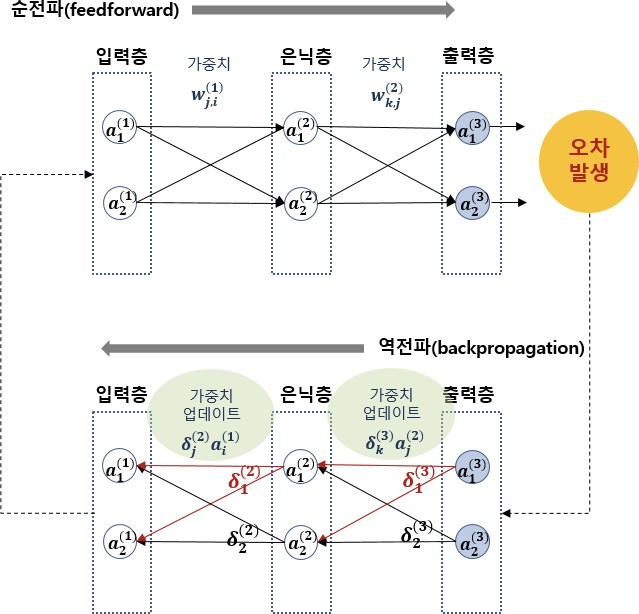 순전파(feedforward)
입력층 은닉층 출력층
가중치 가중치
w_{j,i}^{(1)} w_{k,j}^{(2)}
a_1^{(1)} a_1^{(2)} a_1^{(3)}
오차
발생
a_2^{(1)} a_2^{(2)} a_2^{(3)}
역전파(backpropagation)
입력층 은닉층 출력층
가중치 가중치
업데이트 업데이트
δ_j^{(2)} a_i^{(1)} δ_k^{(3)} a_j^{(2)}
a_1^{(1)} δ_1^{(2)} a_1^{(2)} δ_1^{(3)} a_1^{(3)}
a_2^{(1)} δ_2^{(2)} a_2^{(2)} δ_2^{(3)} a_2^{(3)}